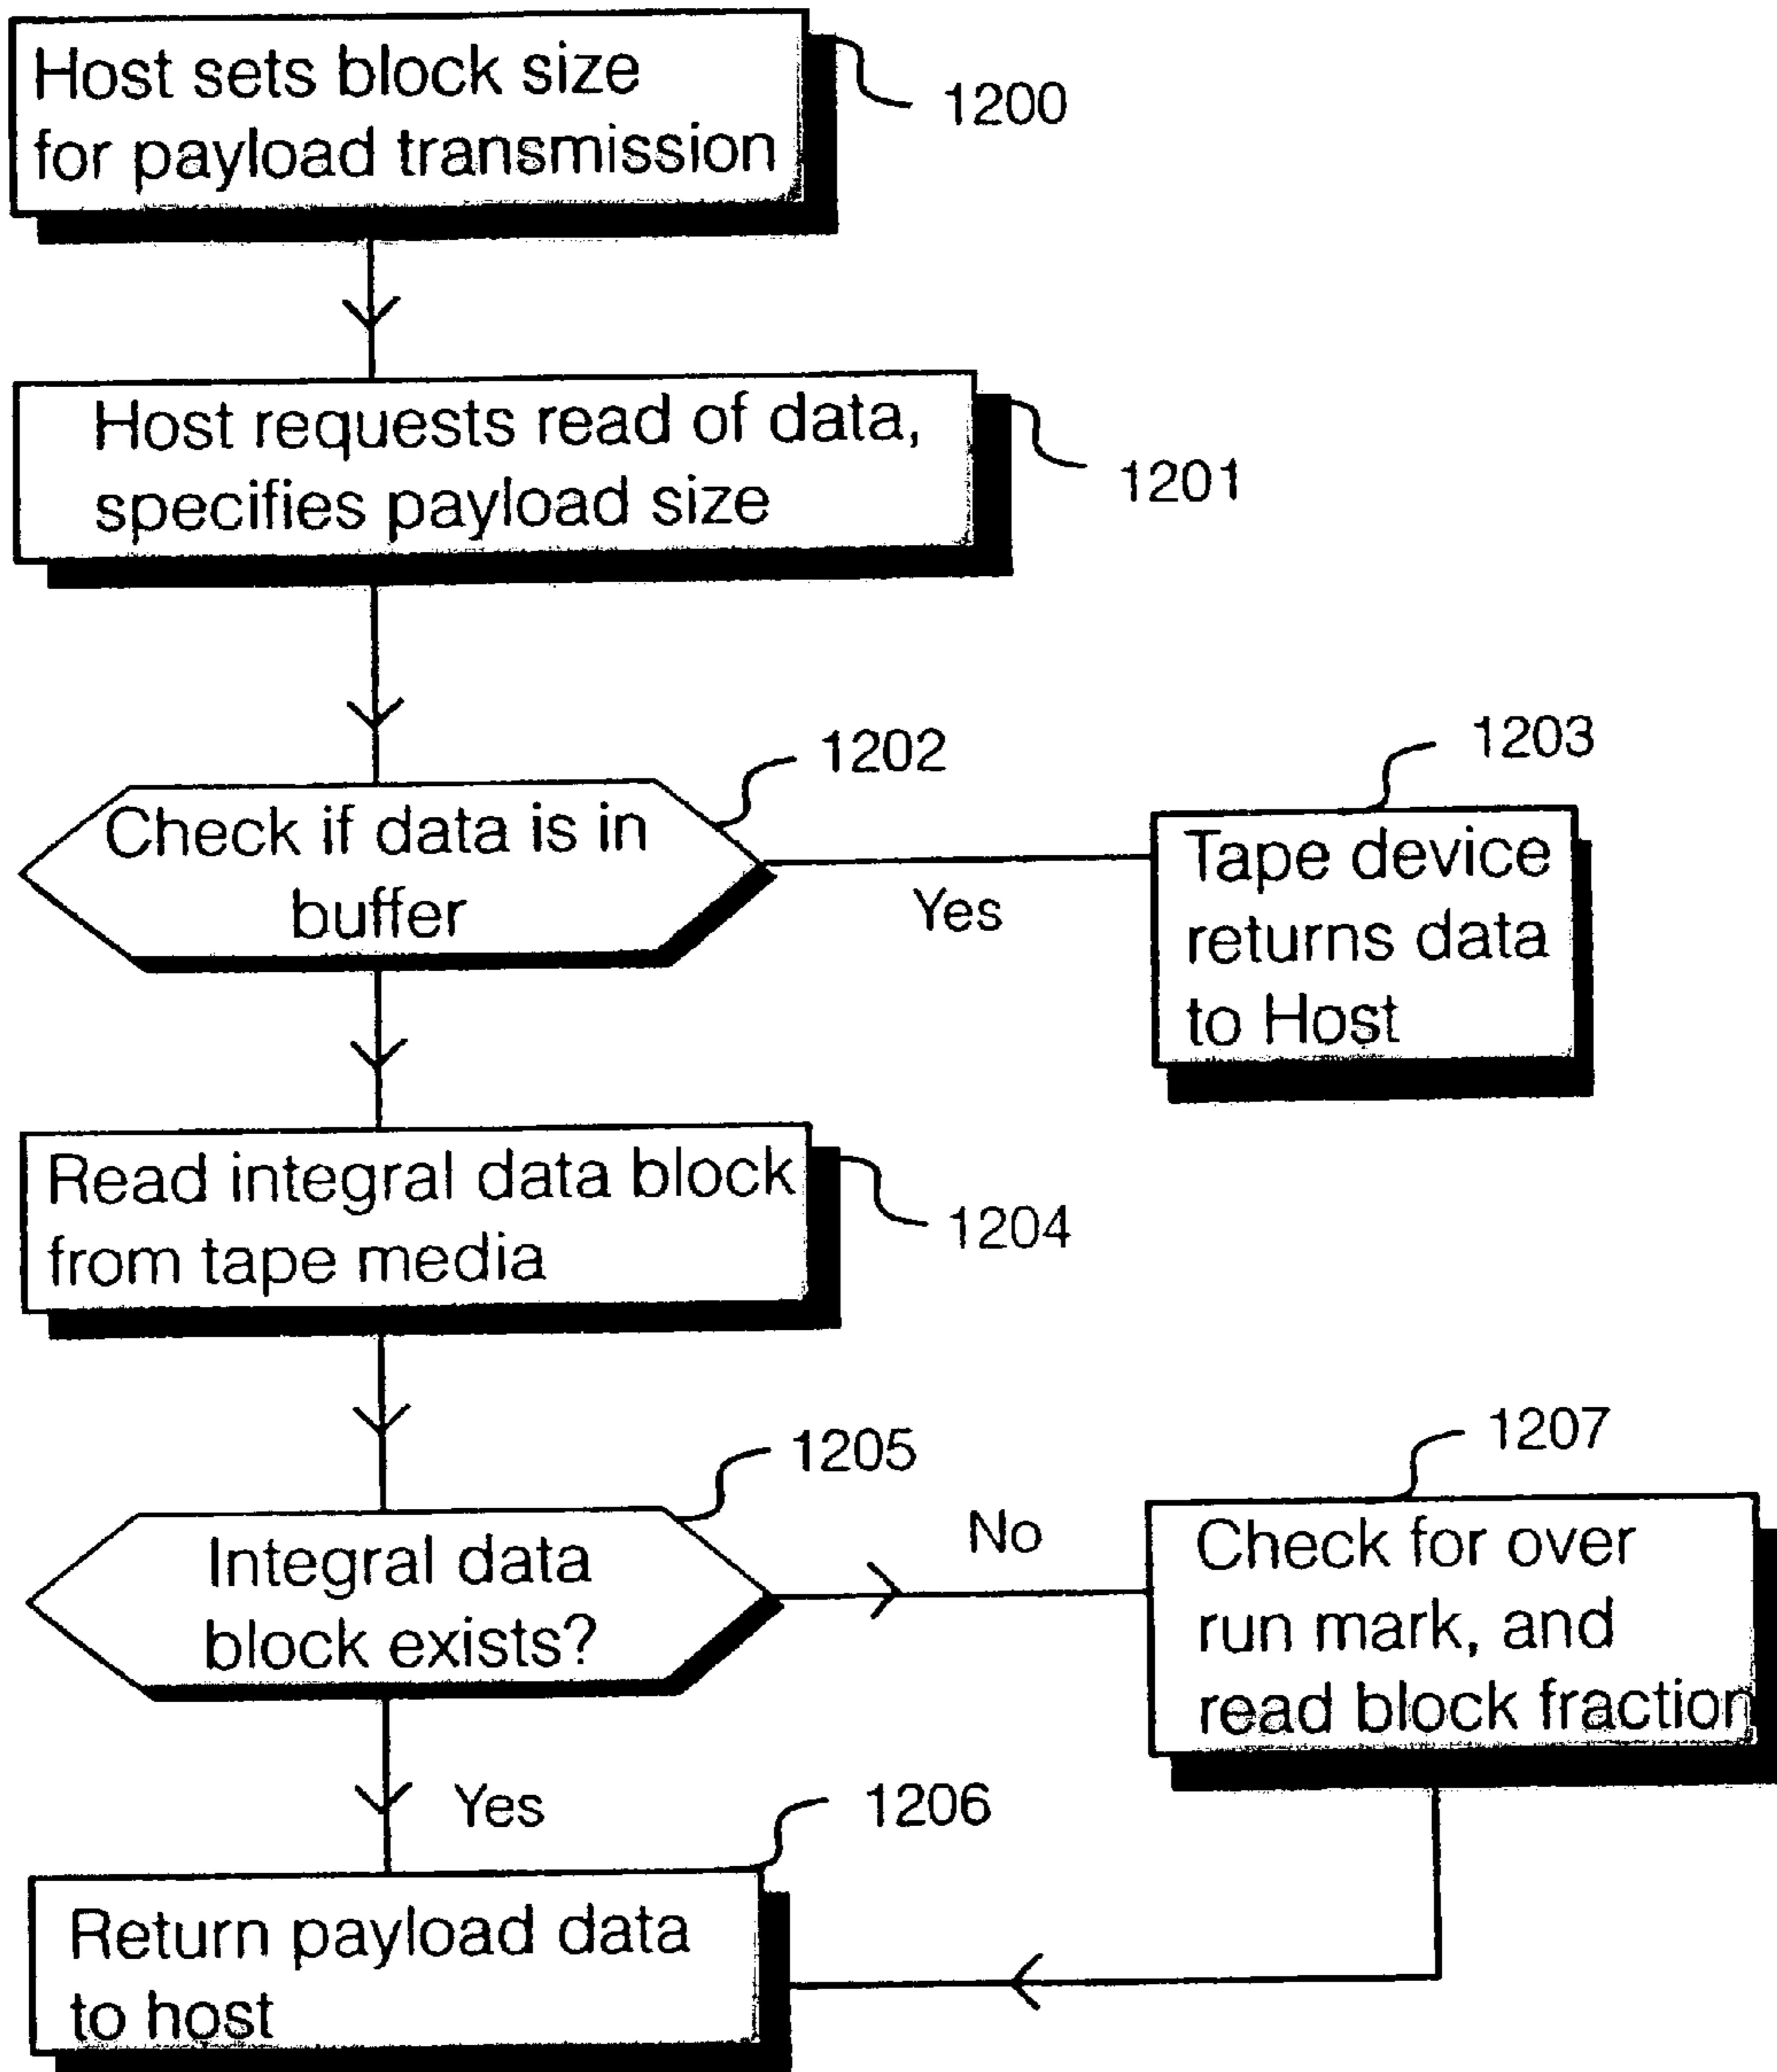 Host sets block size
for payload transmission
1200
Host requests read of data,
specifies payload size
1201
1202
Check if data is in
buffer
Yes
1203
Tape device
returns data
to Host
Read integral data block
from tape media
1204
1205
Integral data
block exists?
No
1207
Check for over
run mark, and
read block fraction
Yes
1206
Return payload data
to host